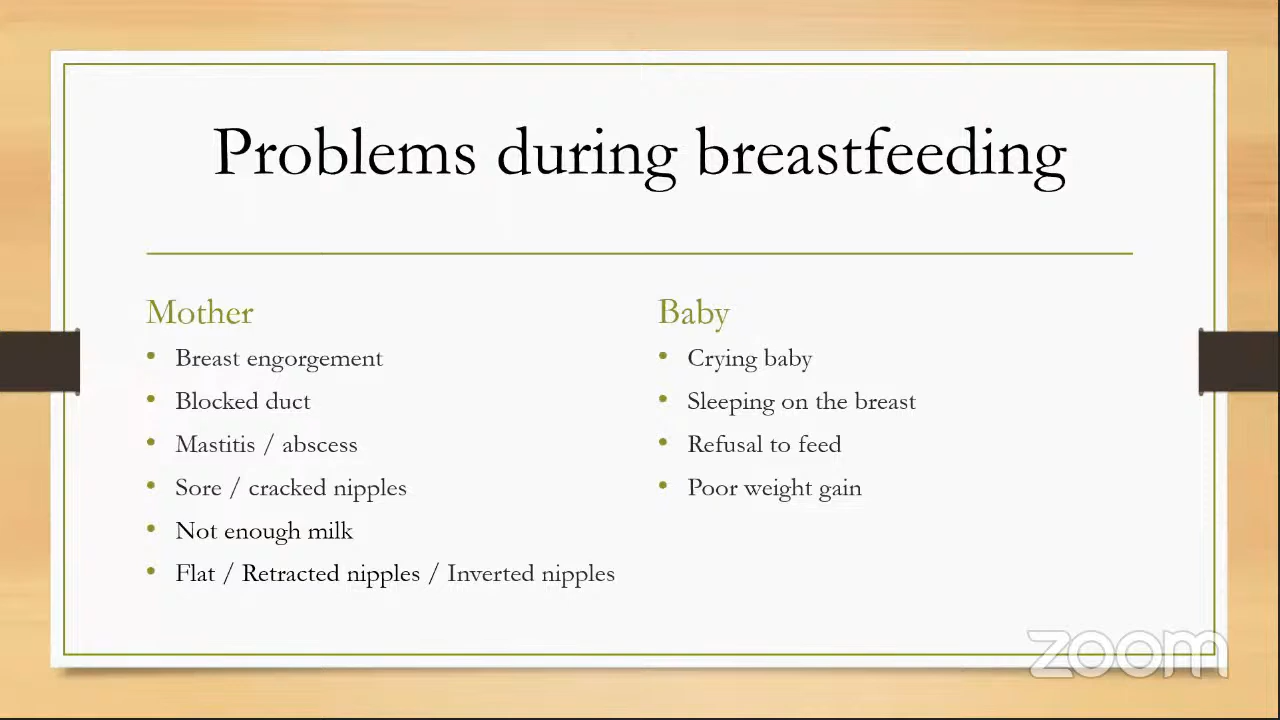 Problems during breastfeeding
Mother
• Breast engorgement
• Blocked duct
• Mastitis / abscess
• Sore / cracked nipples
• Not enough milk
• Flat / Retracted nipples / Inverted nipples
Baby
• Crying baby
• Sleeping on the breast
• Refusal to feed
• Poor weight gain
zoom